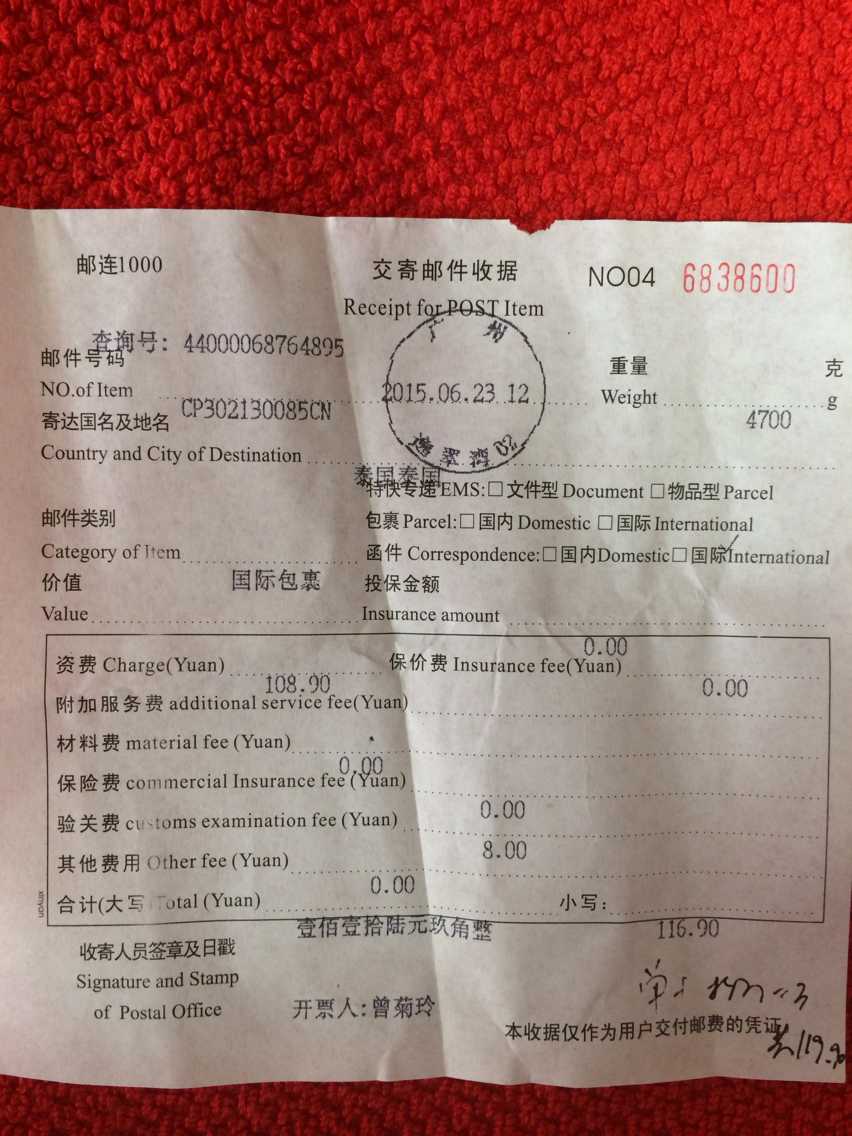 邮连1000
交寄邮件收据
NO04 6838600
Receipt for POST Item
查询号: 44000068764895
邮件号码
NO.of Item
CP302130085CN
广州
2015.06.23 12
重量 克
Weight g
4700
寄达国名及地名
Country and City of Destination
泰国泰国
特快专递EMS:□文件型 Document □物品型 Parcel
邮件类别
包裹 Parcel:□国内 Domestic □国际 International
Category of Item
函件 Correspondence:□国内Domestic□国际International
国际包裹
价值
投保金额
Value
Insurance amount
0.00
资费 Charge(Yuan)
保价费 Insurance fee(Yuan)
108.90
0.00
附加服务费 additional service fee(Yuan)
材料费 material fee (Yuan)
0.00
保险费 commercial Insurance fee (Yuan)
0.00
验关费 customs examination fee (Yuan)
8.00
其他费用 Other fee (Yuan)
0.00
合计(大写 Total (Yuan)
小写:
壹佰壹拾陆元玖角整
116.90
xinyun
收寄人员签章及日戳
Signature and Stamp
of Postal Office
开票人:曾菊玲
本收据仅作为用户交付邮费的凭证
119.90